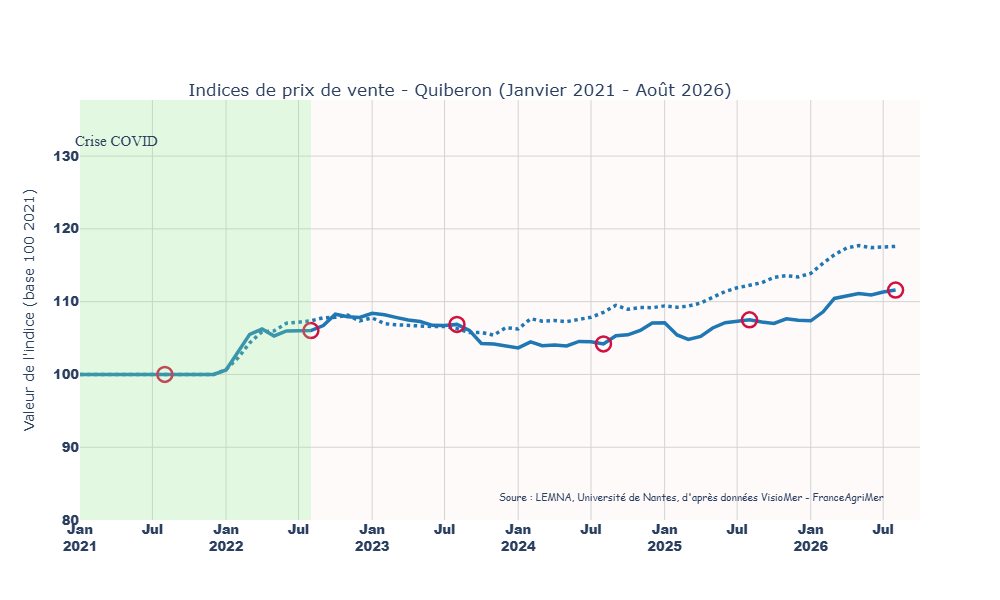 Indices de prix de vente - Quiberon (Janvier 2021 - Août 2026)
Crise COVID
Valeur de l'indice (base 100 2021)
130
120
110
100
90
80
Soure : LEMNA, Université de Nantes, d'après données VisioMer - FranceAgriMer
Jan Jul Jan Jul Jan Jul Jan Jul Jan Jul Jan Jul
2021 2022 2023 2024 2025 2026